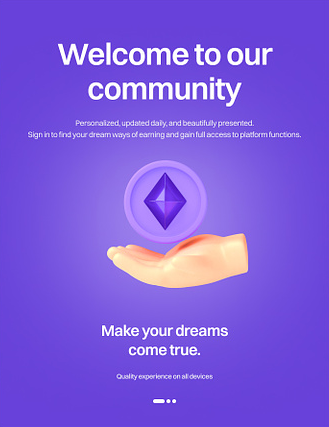 Welcome to our
community
Personalized, updated daily, and beautifully presented.
Sign in to find your dream ways of earning and gain full access to platform functions.
Make your dreams
come true.
Quality experience on all devices